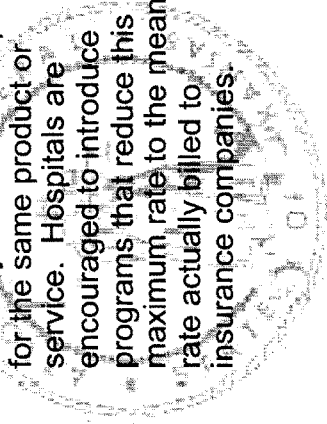 for the same product or
service. Hospitals are
encouraged to introduce
programs that reduce this
maximum rate to the mean
rate actually billed to
insurance companies.